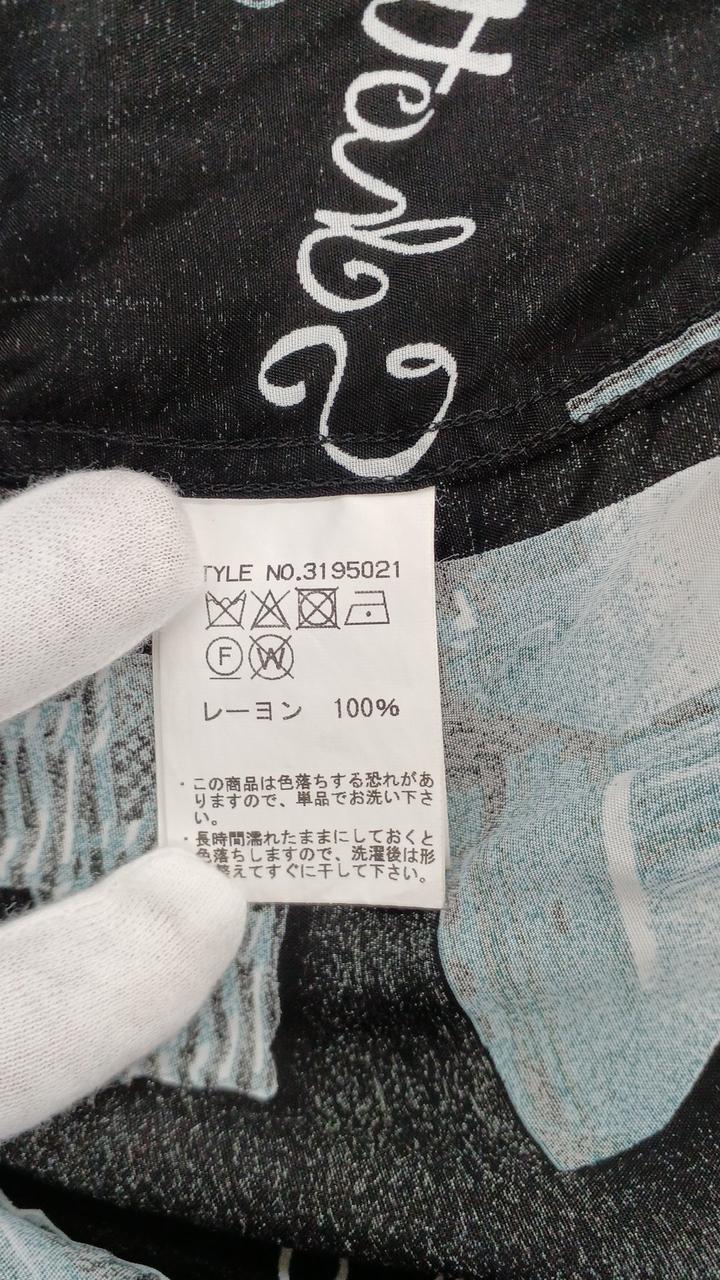 TYLE NO.3195021
F W
レーヨン 100%
・この商品は色落ちする恐れがあ
りますので、単品でお洗い下さ
い。
・長時間濡れたままにしておくと
色落ちしますので、洗濯後は形
整えてすぐに干して下さい。